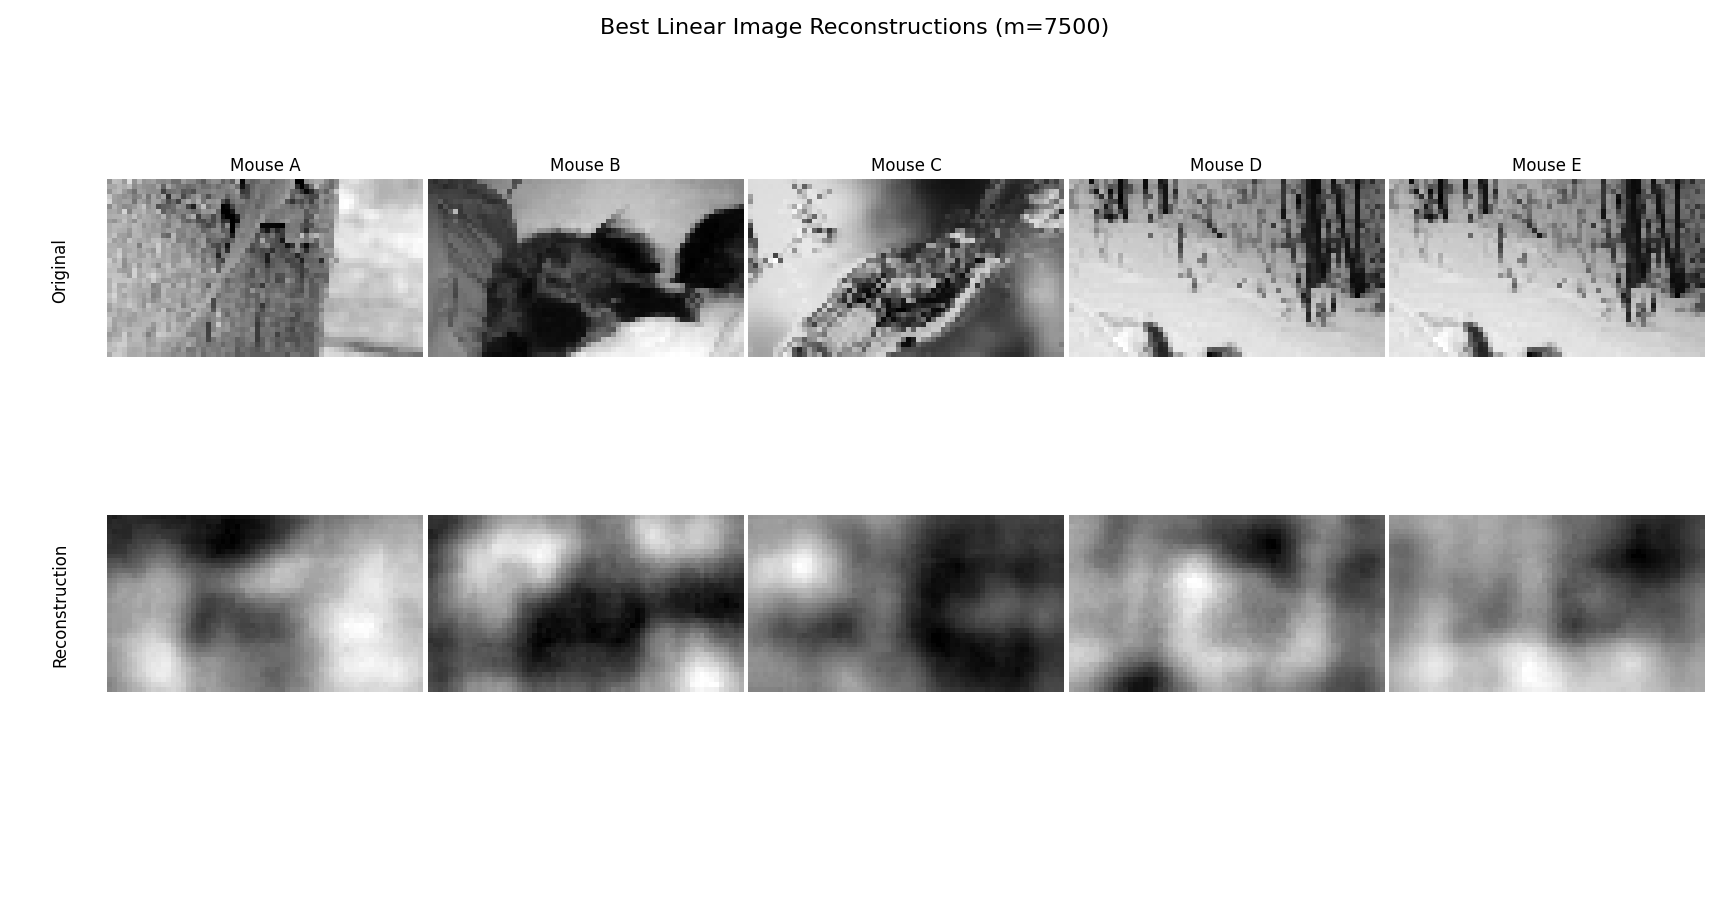 Best Linear Image Reconstructions (m=7500)
Mouse A
Mouse B
Mouse C
Mouse D
Mouse E
Original
Reconstruction